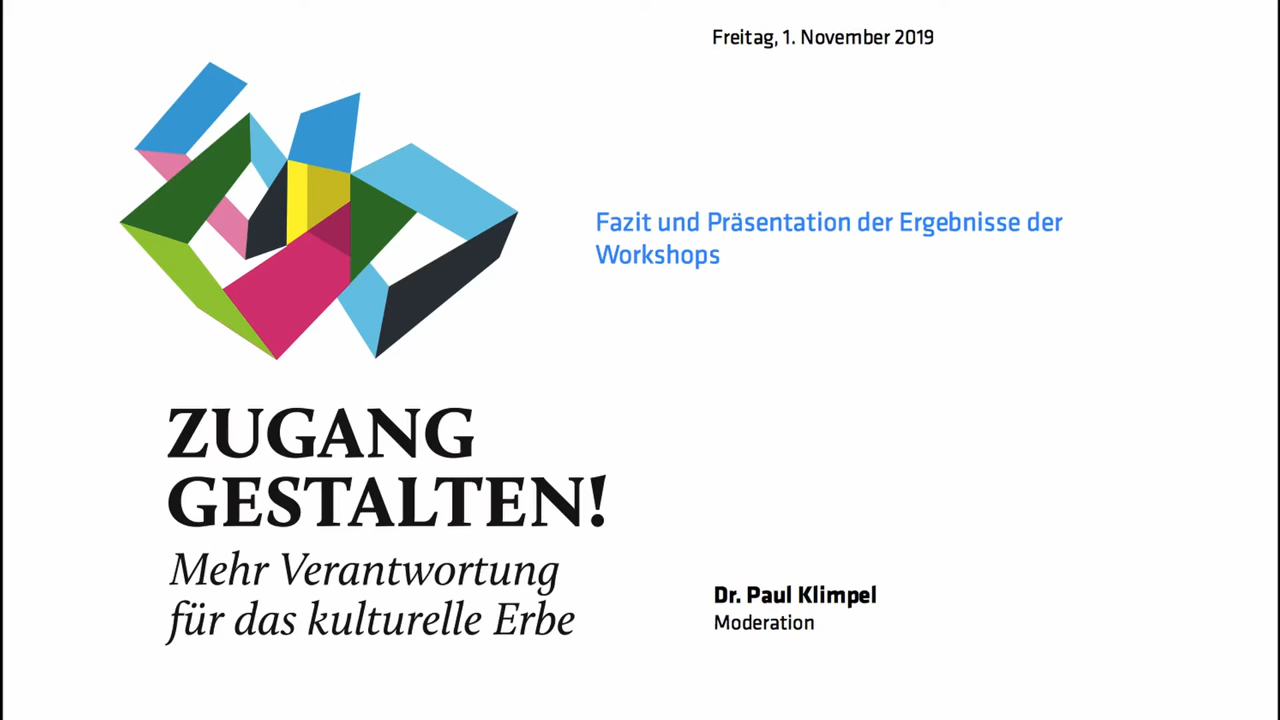 Freitag, 1. November 2019
Fazit und Präsentation der Ergebnisse der
Workshops
ZUGANG
GESTALTEN!
Mehr Verantwortung
für das kulturelle Erbe
Dr. Paul Klimpel
Moderation